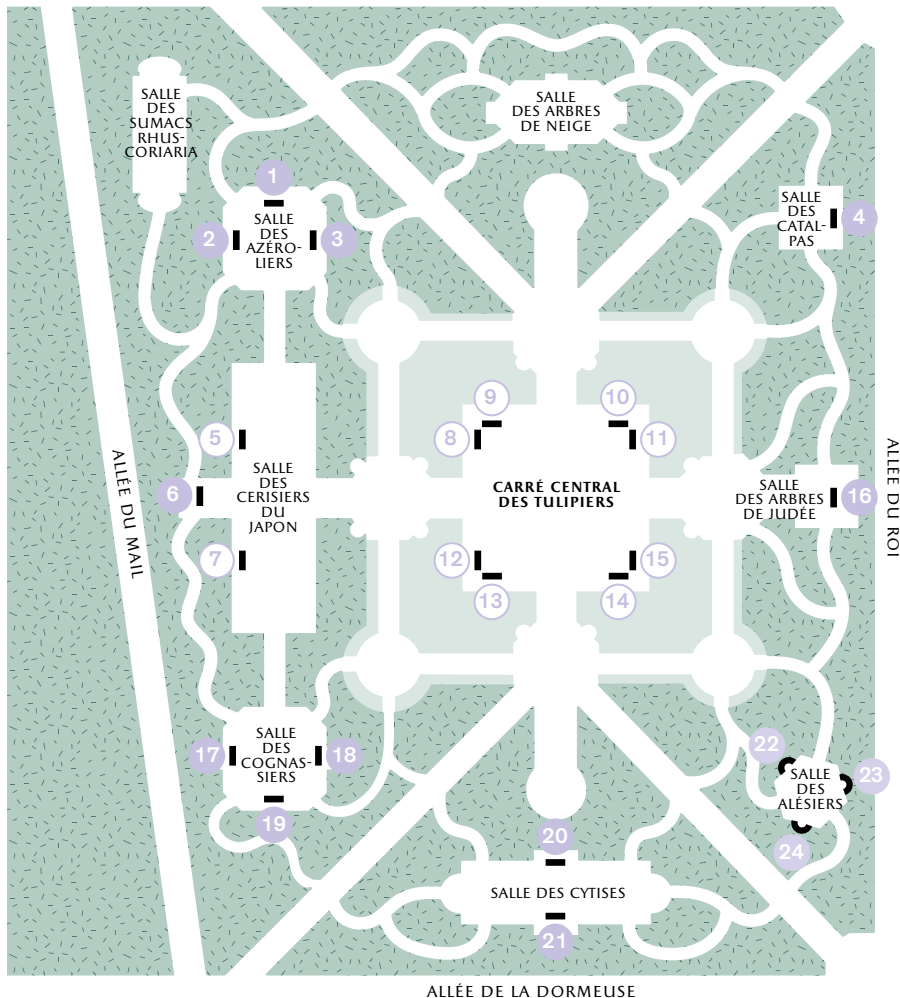 SALLE
DES
SUMACS
RHUS-
CORIARIA
SALLE
DES ARBRES
DE NEIGE
1
SALLE
DES
AZÉRO-
LIERS
2
3
SALLE
DES
CATAL-
PAS
4
9
10
8
11
5
6
7
SALLE
DES
CERISIERS
DU
JAPON
CARRÉ CENTRAL
DES TULIPIERS
SALLE
DES ARBRES
DE JUDÉE
16
ALLÉE DU MAIL
ALLEE DU ROI
12
15
13
14
17
SALLE
DES
COGNAS-
SIERS
18
19
22
23
SALLE
DES
ALÉSIERS
24
20
SALLE DES CYTISES
21
ALLÉE DE LA DORMEUSE